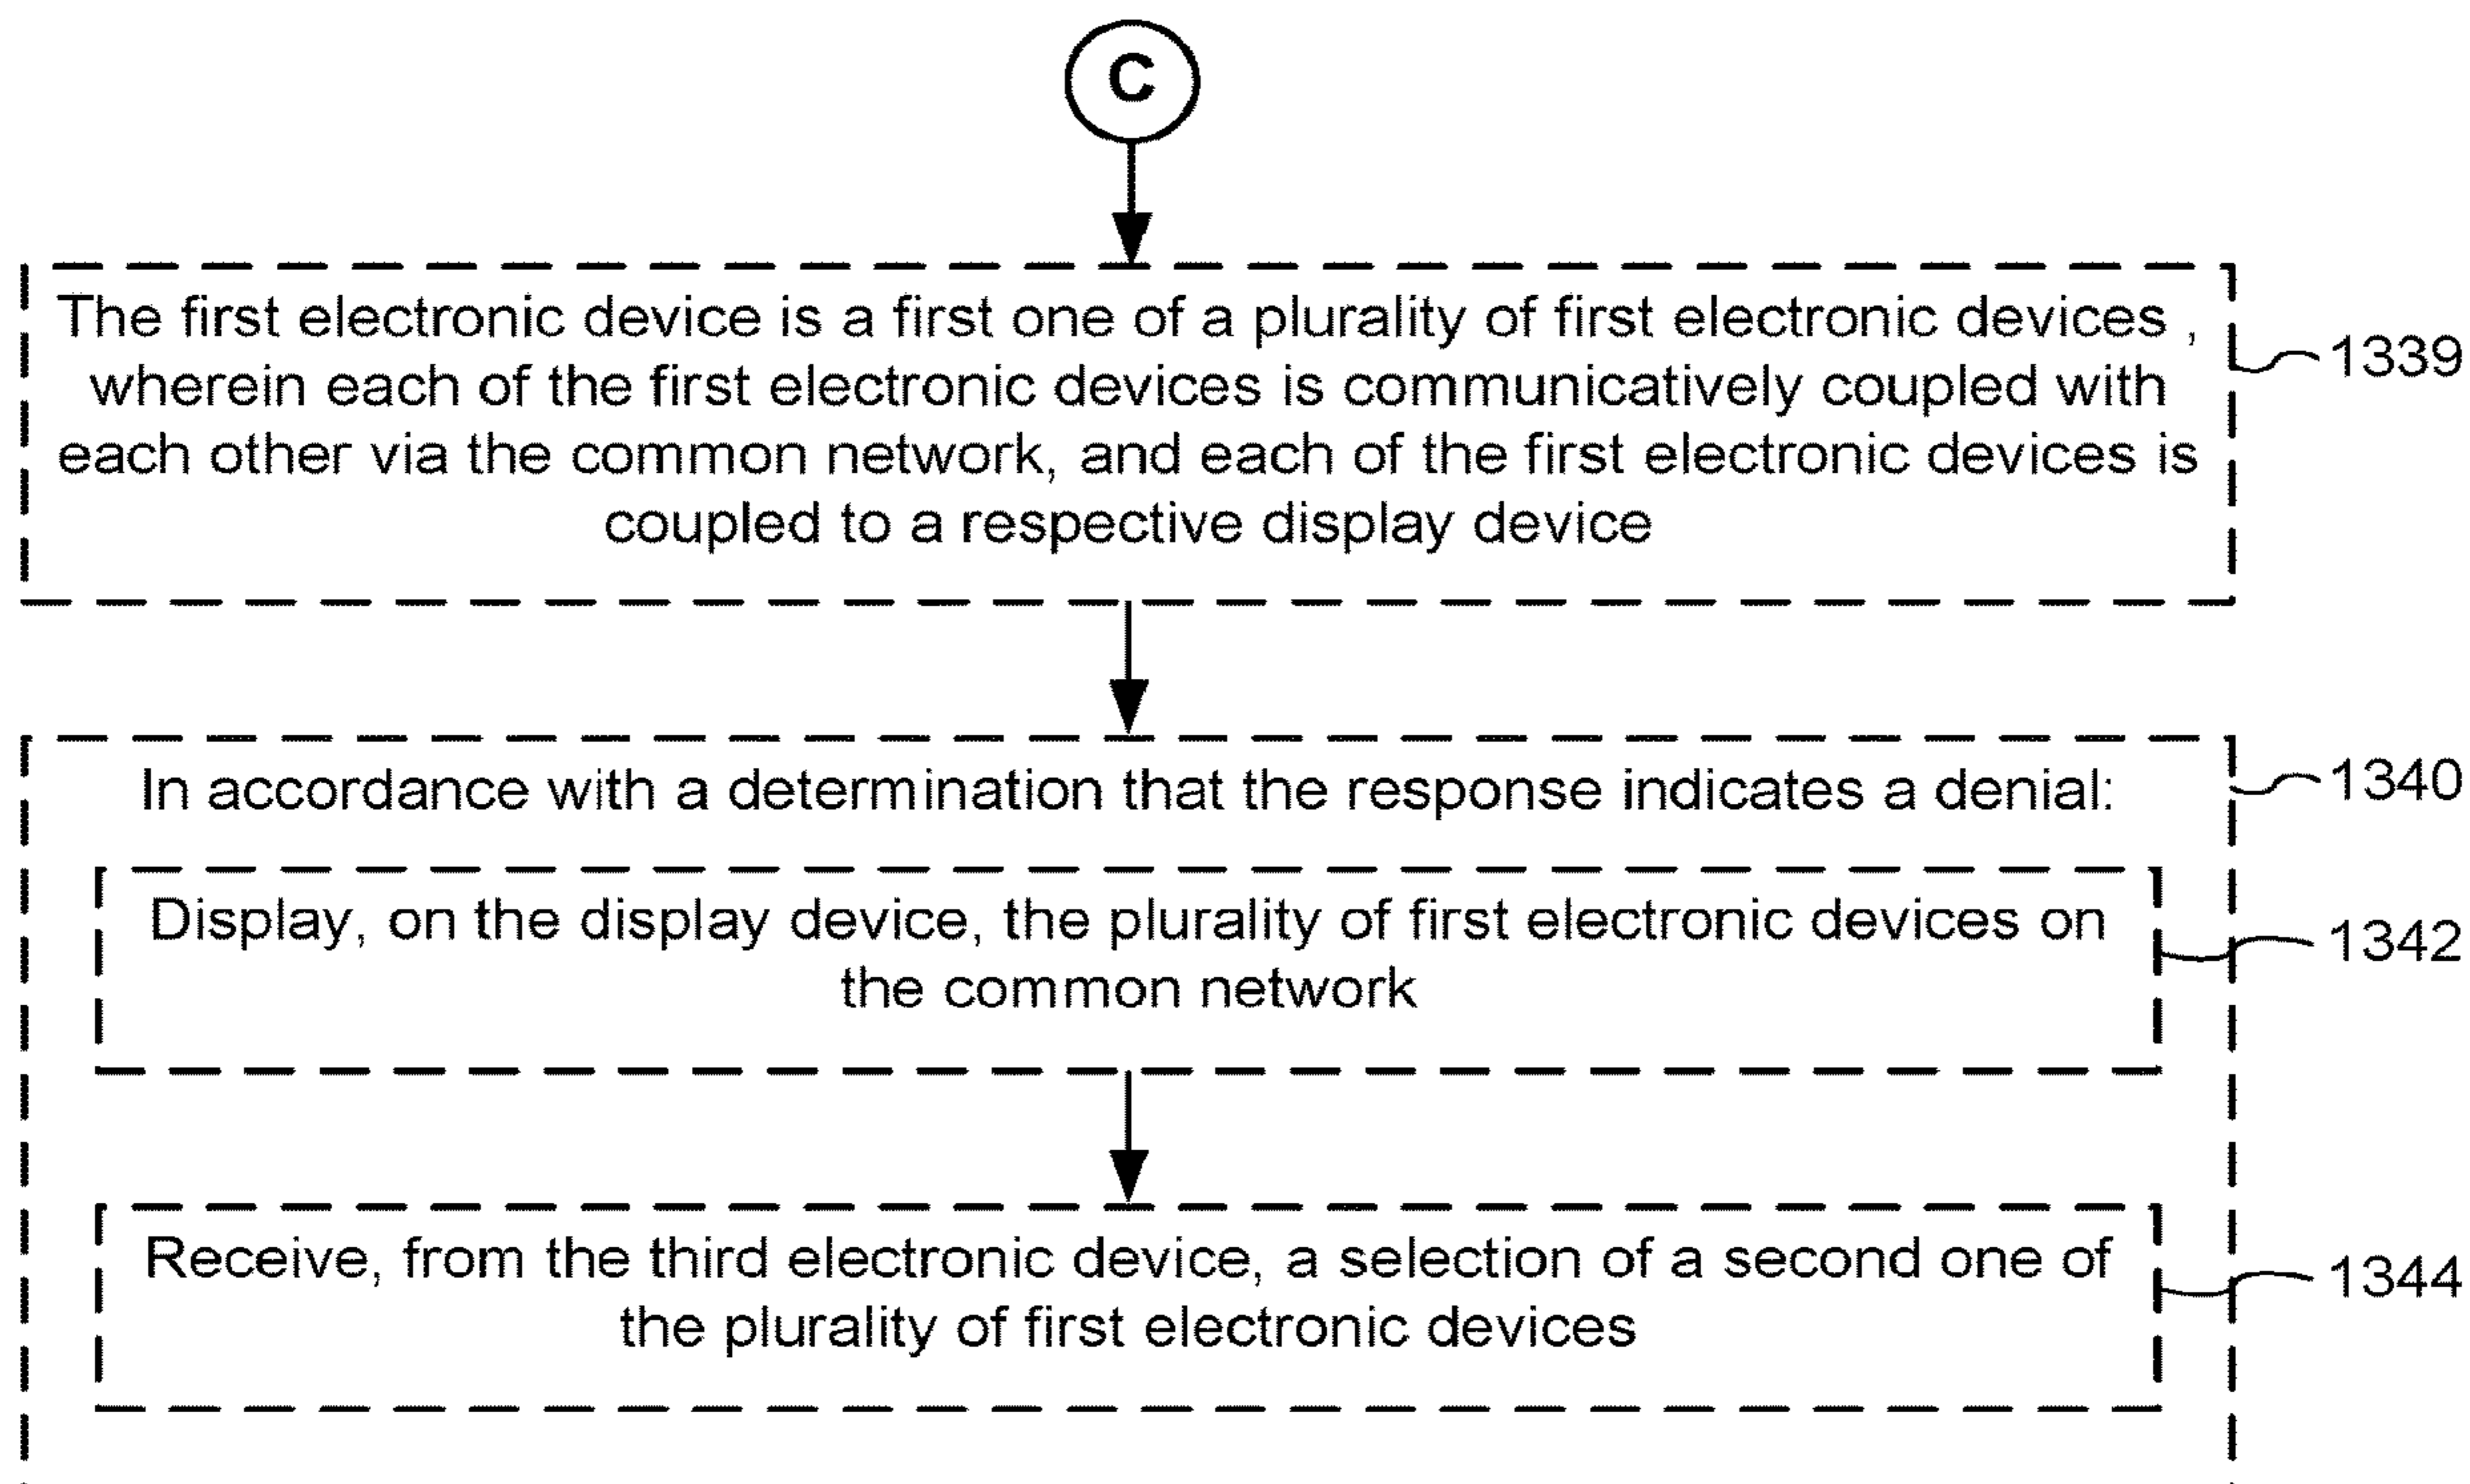 C
The first electronic device is a first one of a plurality of first electronic devices ,
wherein each of the first electronic devices is communicatively coupled with
each other via the common network, and each of the first electronic devices is
coupled to a respective display device
1339
In accordance with a determination that the response indicates a denial:
1340
Display, on the display device, the plurality of first electronic devices on
the common network
1342
Receive, from the third electronic device, a selection of a second one of
the plurality of first electronic devices
1344